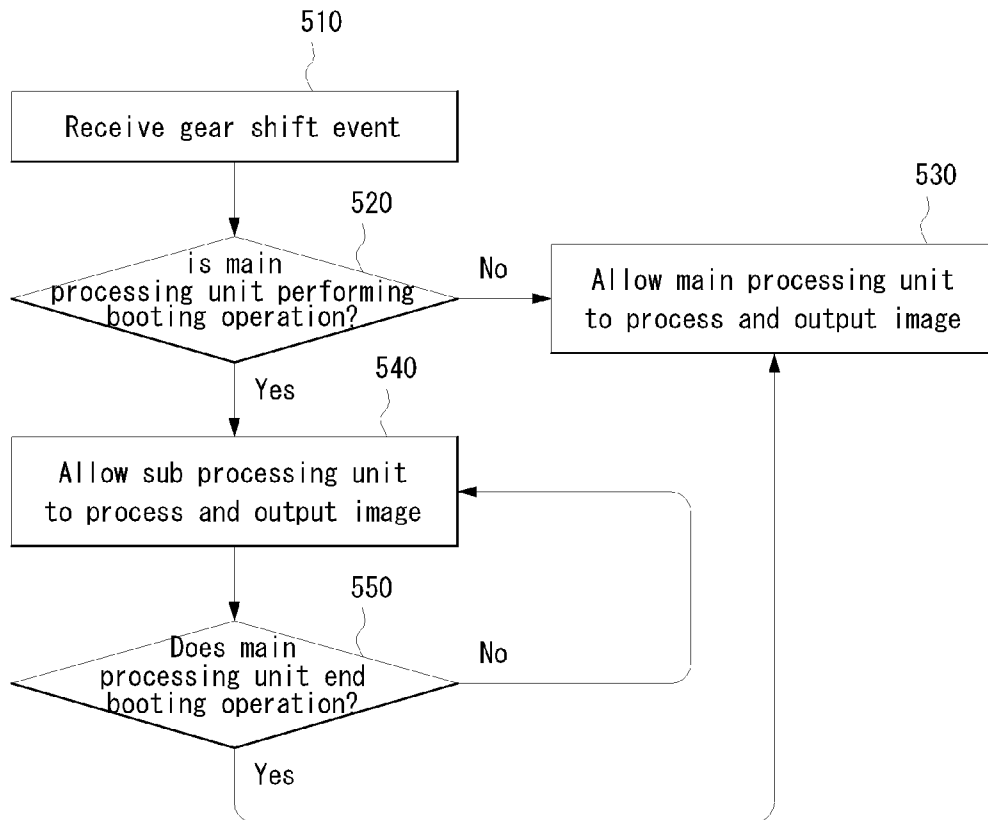 510
Receive gear shift event
520
is main
processing unit performing
booting operation?
No
530
Allow main processing unit
to process and output image
Yes
540
Allow sub processing unit
to process and output image
550
Does main
processing unit end
booting operation?
No
Yes